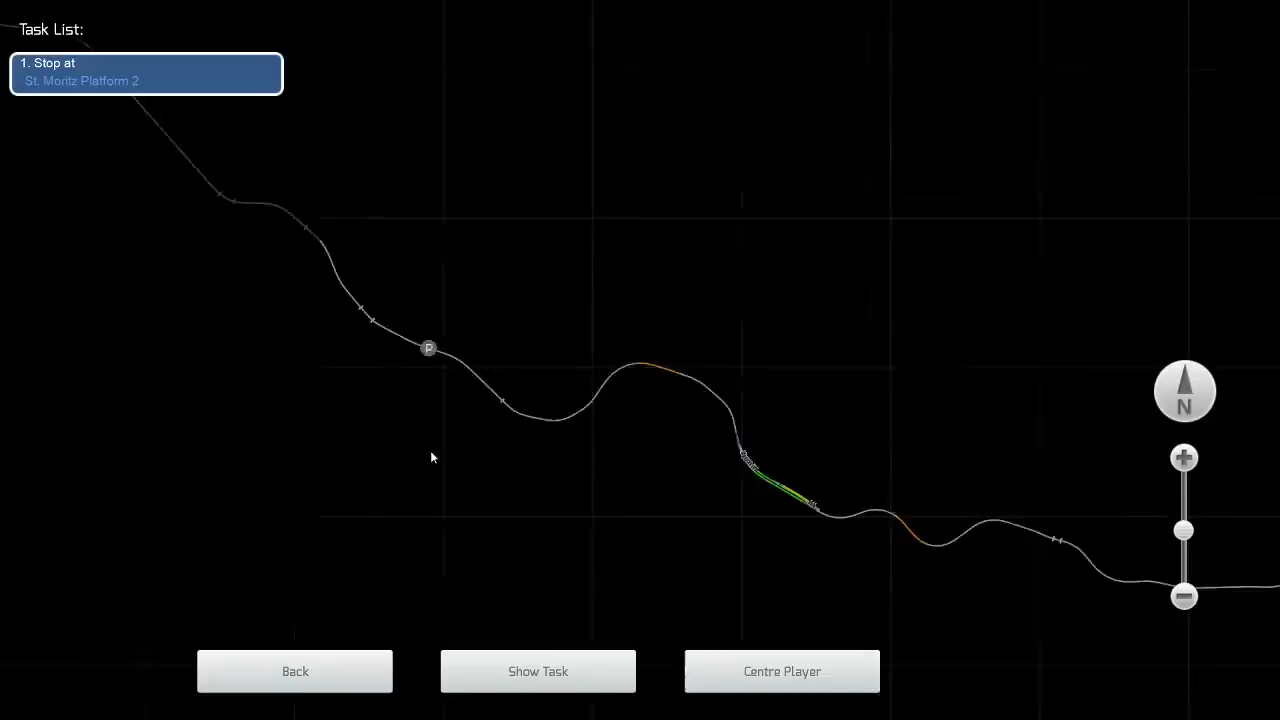 Task List:
1. Stop at
St. Moritz Platform 2
P
N
Back
Show Task
Centre Player